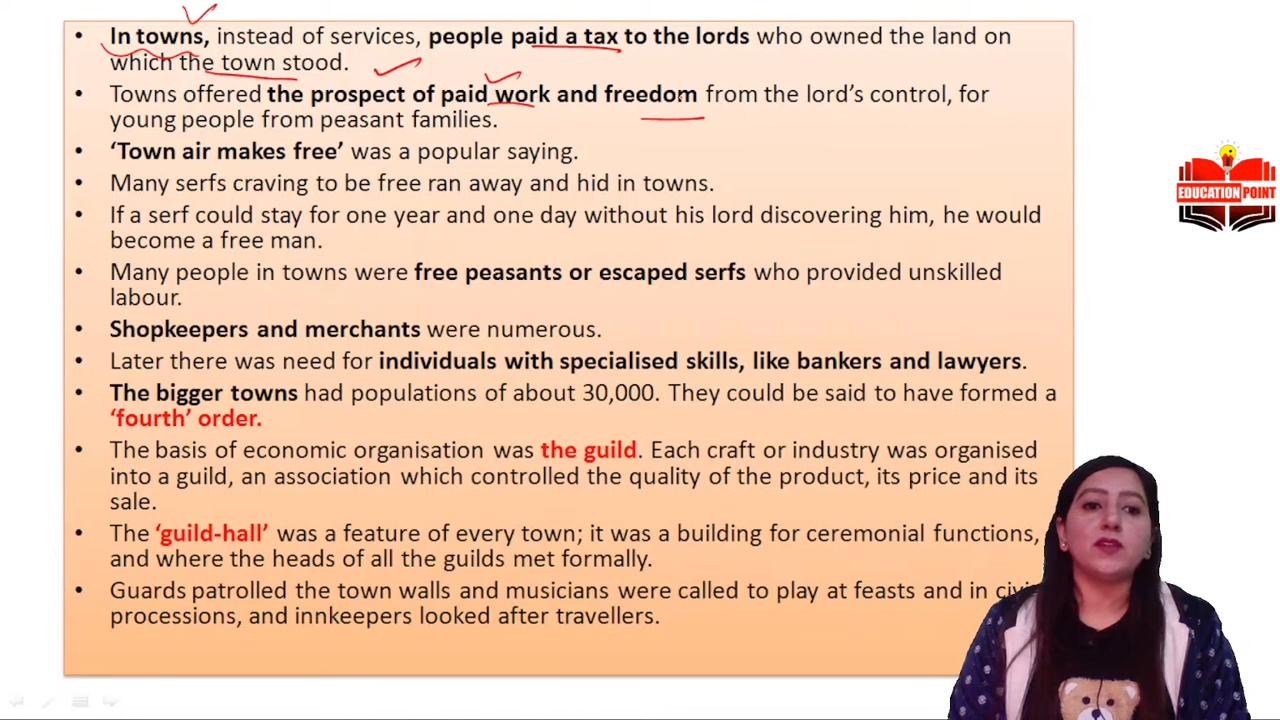 • In towns, instead of services, people paid a tax to the lords who owned the land on
which the town stood.
• Towns offered the prospect of paid work and freedom from the lord's control, for
young people from peasant families.
• ‘Town air makes free’ was a popular saying.
• Many serfs craving to be free ran away and hid in towns.
• If a serf could stay for one year and one day without his lord discovering him, he would
become a free man.
• Many people in towns were free peasants or escaped serfs who provided unskilled
labour.
• Shopkeepers and merchants were numerous.
• Later there was need for individuals with specialised skills, like bankers and lawyers.
• The bigger towns had populations of about 30,000. They could be said to have formed a
‘fourth’ order.
• The basis of economic organisation was the guild. Each craft or industry was organised
into a guild, an association which controlled the quality of the product, its price and its
sale.
• The ‘guild-hall’ was a feature of every town; it was a building for ceremonial functions,
and where the heads of all the guilds met formally.
• Guards patrolled the town walls and musicians were called to play at feasts and in
processions, and innkeepers looked after travellers.
EDUCATION POINT